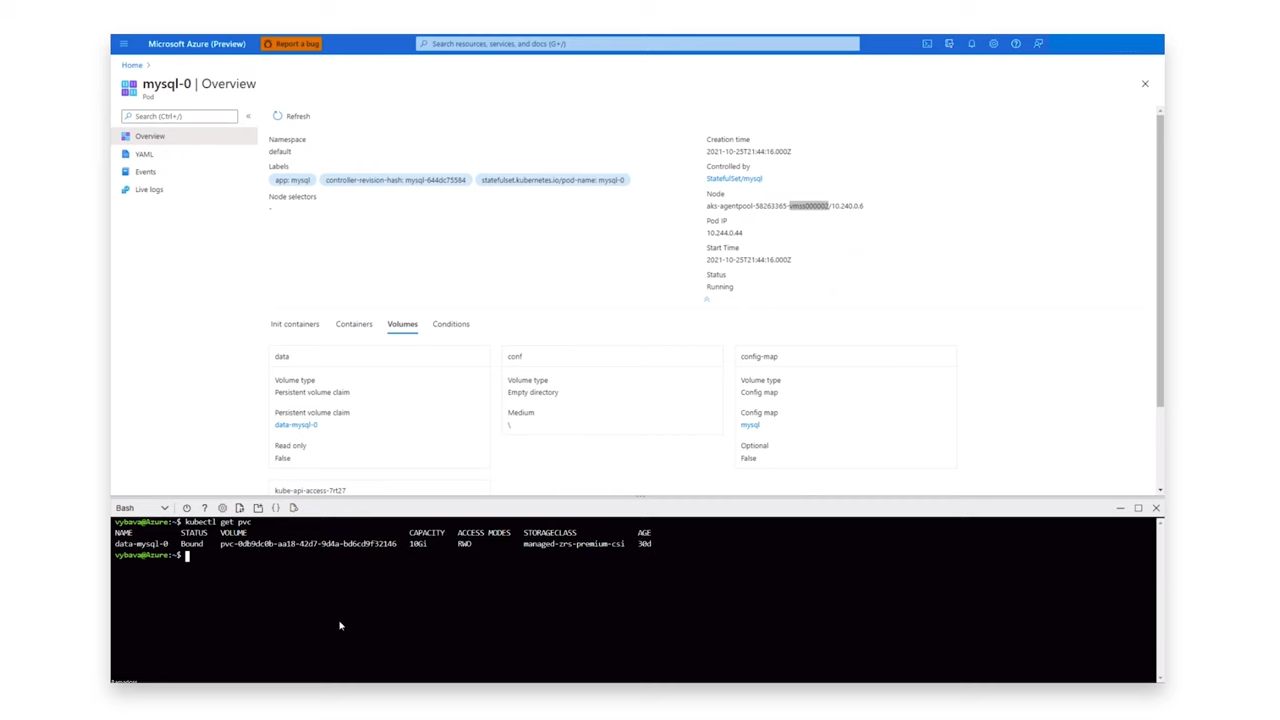 Microsoft Azure (Preview)
Report a bug
Search resources, services, and docs (G+/)
Home >
mysql-0 | Overview
Pod
Search (Ctrl+/)
«
Refresh
Overview
YAML
Events
Live logs
Namespace
default
Labels
app: mysql
controller-revision-hash: mysql-644dc75584
statefulset.kubernetes.io/pod-name: mysql-0
Node selectors
-
Creation time
2021-10-25T21:44:16.000Z
Controlled by
StatefulSet/mysql
Node
aks-agentpool-58263365-vmss000002/10.240.0.6
Pod IP
10.244.0.44
Start Time
2021-10-25T21:44:16.000Z
Status
Running
Init containers Containers Volumes Conditions
data
Volume type
Persistent volume claim
Persistent volume claim
data-mysql-0
Read only
False
conf
Volume type
Empty directory
Medium
\
config-map
Volume type
Config map
Config map
mysql
Optional
False
kube-api-access-7rt27
Bash
vybava@Azure:~$ kubectl get pvc
NAME STATUS VOLUME CAPACITY ACCESS MODES STORAGECLASS AGE
data-mysql-0 Bound pvc-0db9dc0b-aa18-42d7-9d4a-bd6cd9f32146 10Gi RWO managed-zrs-premium-csi 30d
vybava@Azure:~$